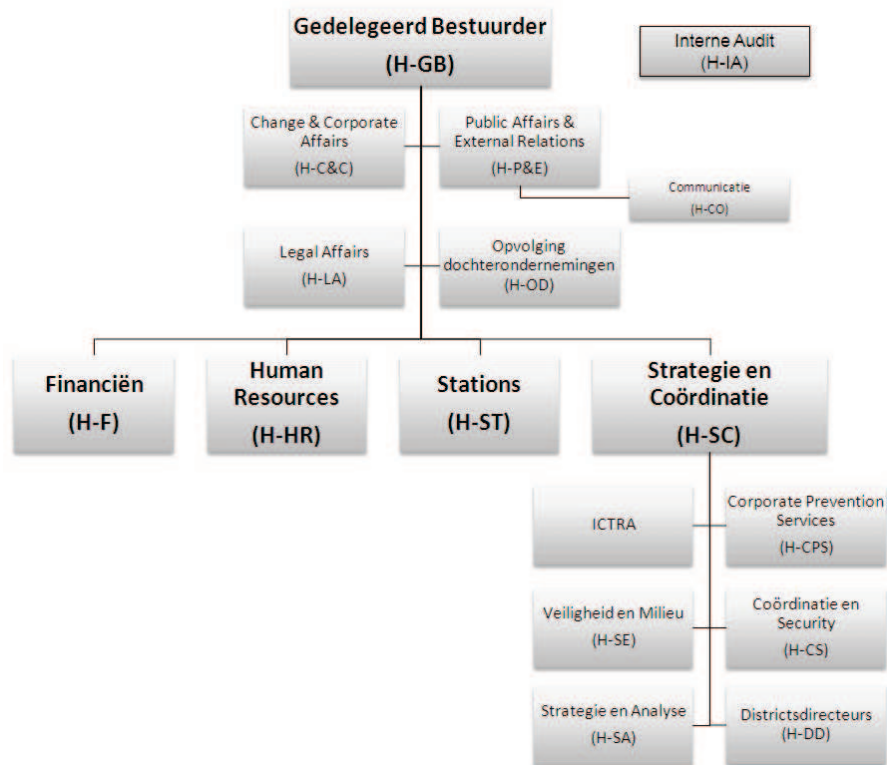 Gedelegeerd Bestuurder
(H-GB)
Interne Audit
(H-IA)
Change & Corporate
Affairs
(H-C&C)
Public Affairs &
External Relations
(H-P&E)
Communicatie
(H-CO)
Legal Affairs
(H-LA)
Opvolging
dochterondernemingen
(H-OD)
Financiën
(H-F)
Human
Resources
(H-HR)
Stations
(H-ST)
Strategie en
Coördinatie
(H-SC)
ICTRA
Corporate Prevention
Services
(H-CPS)
Veiligheid en Milieu
(H-SE)
Coördinatie en
Security
(H-CS)
Strategie en Analyse
(H-SA)
Districtsdirecteurs
(H-DD)